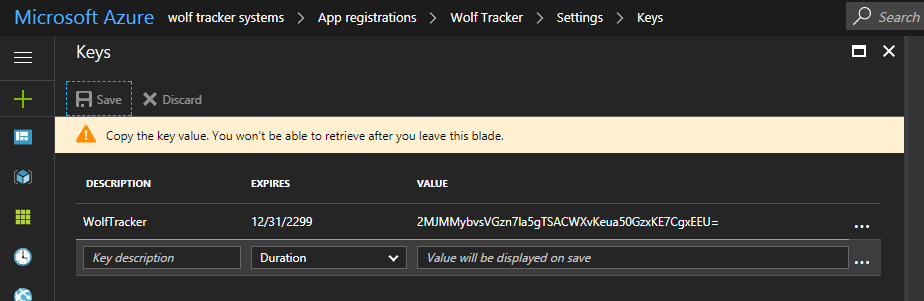 Microsoft Azure wolf tracker systems > App registrations > Wolf Tracker > Settings > Keys Search
Keys
Save Discard
Copy the key value. You won't be able to retrieve after you leave this blade.
DESCRIPTION EXPIRES VALUE
WolfTracker 12/31/2299 2MJMMybvsVGzn7Ia5gTSACWXvKeua50GzxKE7CgxEEU= ...
Key description Duration Value will be displayed on save ...